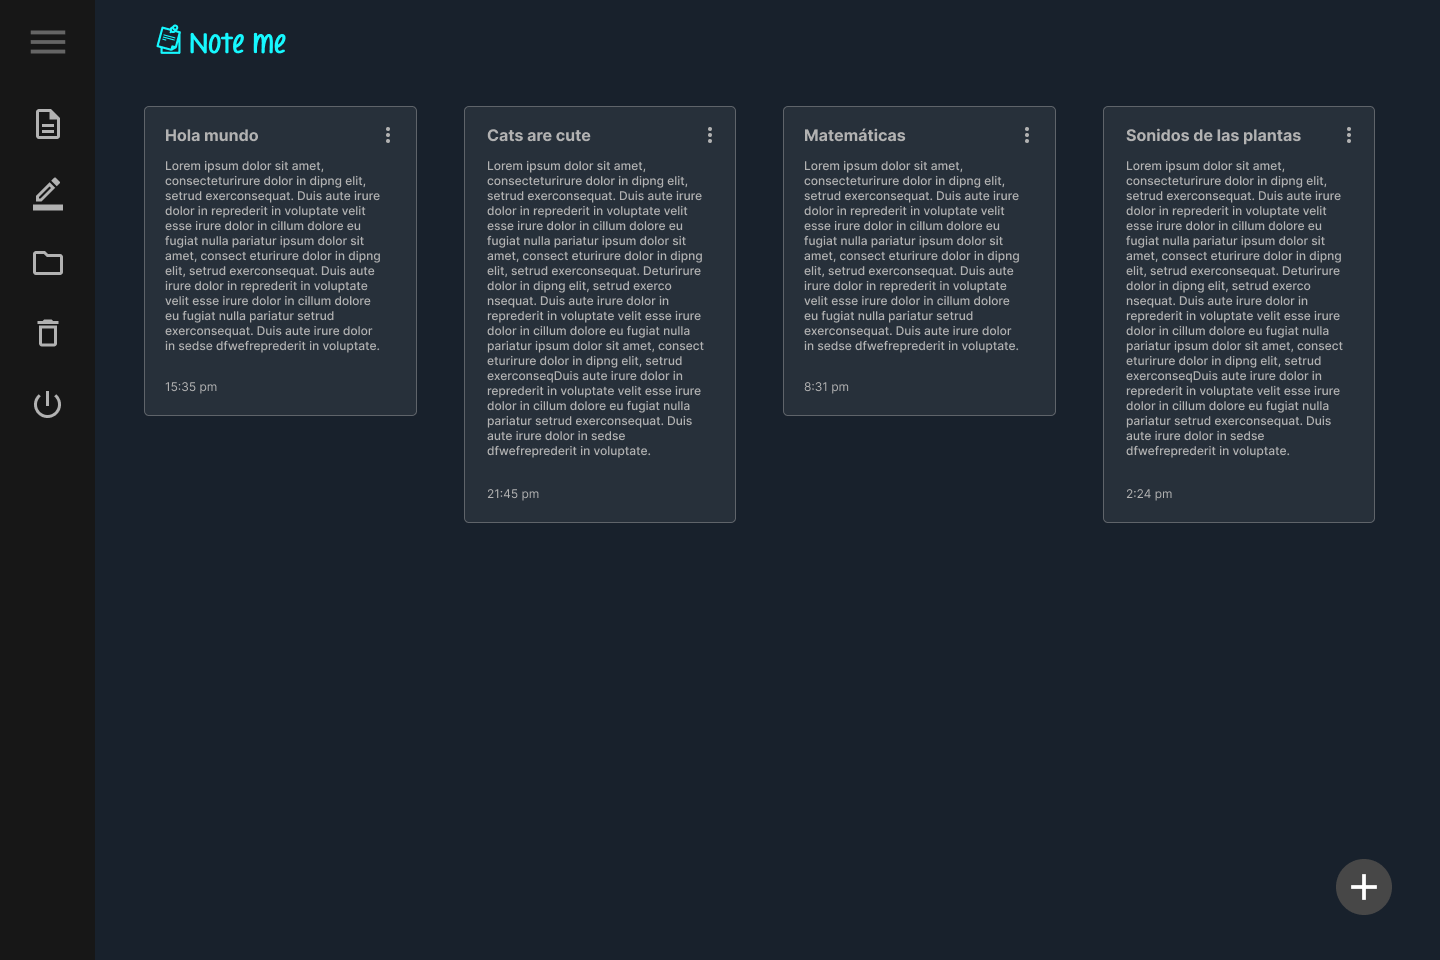 Note me
Hola mundo
Lorem ipsum dolor sit amet,
consecteturirure dolor in dipng elit,
setrud exerconsequat. Duis aute irure
dolor in reprederit in voluptate velit
esse irure dolor in cillum dolore eu
fugiat nulla pariatur ipsum dolor sit
amet, consect eturirure dolor in dipng
elit, setrud exerconsequat. Duis aute
irure dolor in reprederit in voluptate
velit esse irure dolor in cillum dolore
eu fugiat nulla pariatur setrud
exerconsequat. Duis aute irure dolor
in sedse dfwefreprederit in voluptate.
15:35 pm
Cats are cute
Lorem ipsum dolor sit amet,
consecteturirure dolor in dipng elit,
setrud exerconsequat. Duis aute irure
dolor in reprederit in voluptate velit
esse irure dolor in cillum dolore eu
fugiat nulla pariatur ipsum dolor sit
amet, consect eturirure dolor in dipng
elit, setrud exerconsequat. Deturirure
dolor in dipng elit, setrud exerco
nsequat. Duis aute irure dolor in
reprederit in voluptate velit esse irure
dolor in cillum dolore eu fugiat nulla
pariatur ipsum dolor sit amet, consect
eturirure dolor in dipng elit, setrud
exerconseqDuis aute irure dolor in
reprederit in voluptate velit esse irure
dolor in cillum dolore eu fugiat nulla
pariatur setrud exerconsequat. Duis
aute irure dolor in sedse
dfwefreprederit in voluptate.
21:45 pm
Matemáticas
Lorem ipsum dolor sit amet,
consecteturirure dolor in dipng elit,
setrud exerconsequat. Duis aute irure
dolor in reprederit in voluptate velit
esse irure dolor in cillum dolore eu
fugiat nulla pariatur ipsum dolor sit
amet, consect eturirure dolor in dipng
elit, setrud exerconsequat. Duis aute
irure dolor in reprederit in voluptate
velit esse irure dolor in cillum dolore
eu fugiat nulla pariatur setrud
exerconsequat. Duis aute irure dolor
in sedse dfwefreprederit in voluptate.
8:31 pm
Sonidos de las plantas
Lorem ipsum dolor sit amet,
consecteturirure dolor in dipng elit,
setrud exerconsequat. Duis aute irure
dolor in reprederit in voluptate velit
esse irure dolor in cillum dolore eu
fugiat nulla pariatur ipsum dolor sit
amet, consect eturirure dolor in dipng
elit, setrud exerconsequat. Deturirure
dolor in dipng elit, setrud exerco
nsequat. Duis aute irure dolor in
reprederit in voluptate velit esse irure
dolor in cillum dolore eu fugiat nulla
pariatur ipsum dolor sit amet, consect
eturirure dolor in dipng elit, setrud
exerconseqDuis aute irure dolor in
reprederit in voluptate velit esse irure
dolor in cillum dolore eu fugiat nulla
pariatur setrud exerconsequat. Duis
aute irure dolor in sedse
dfwefreprederit in voluptate.
2:24 pm